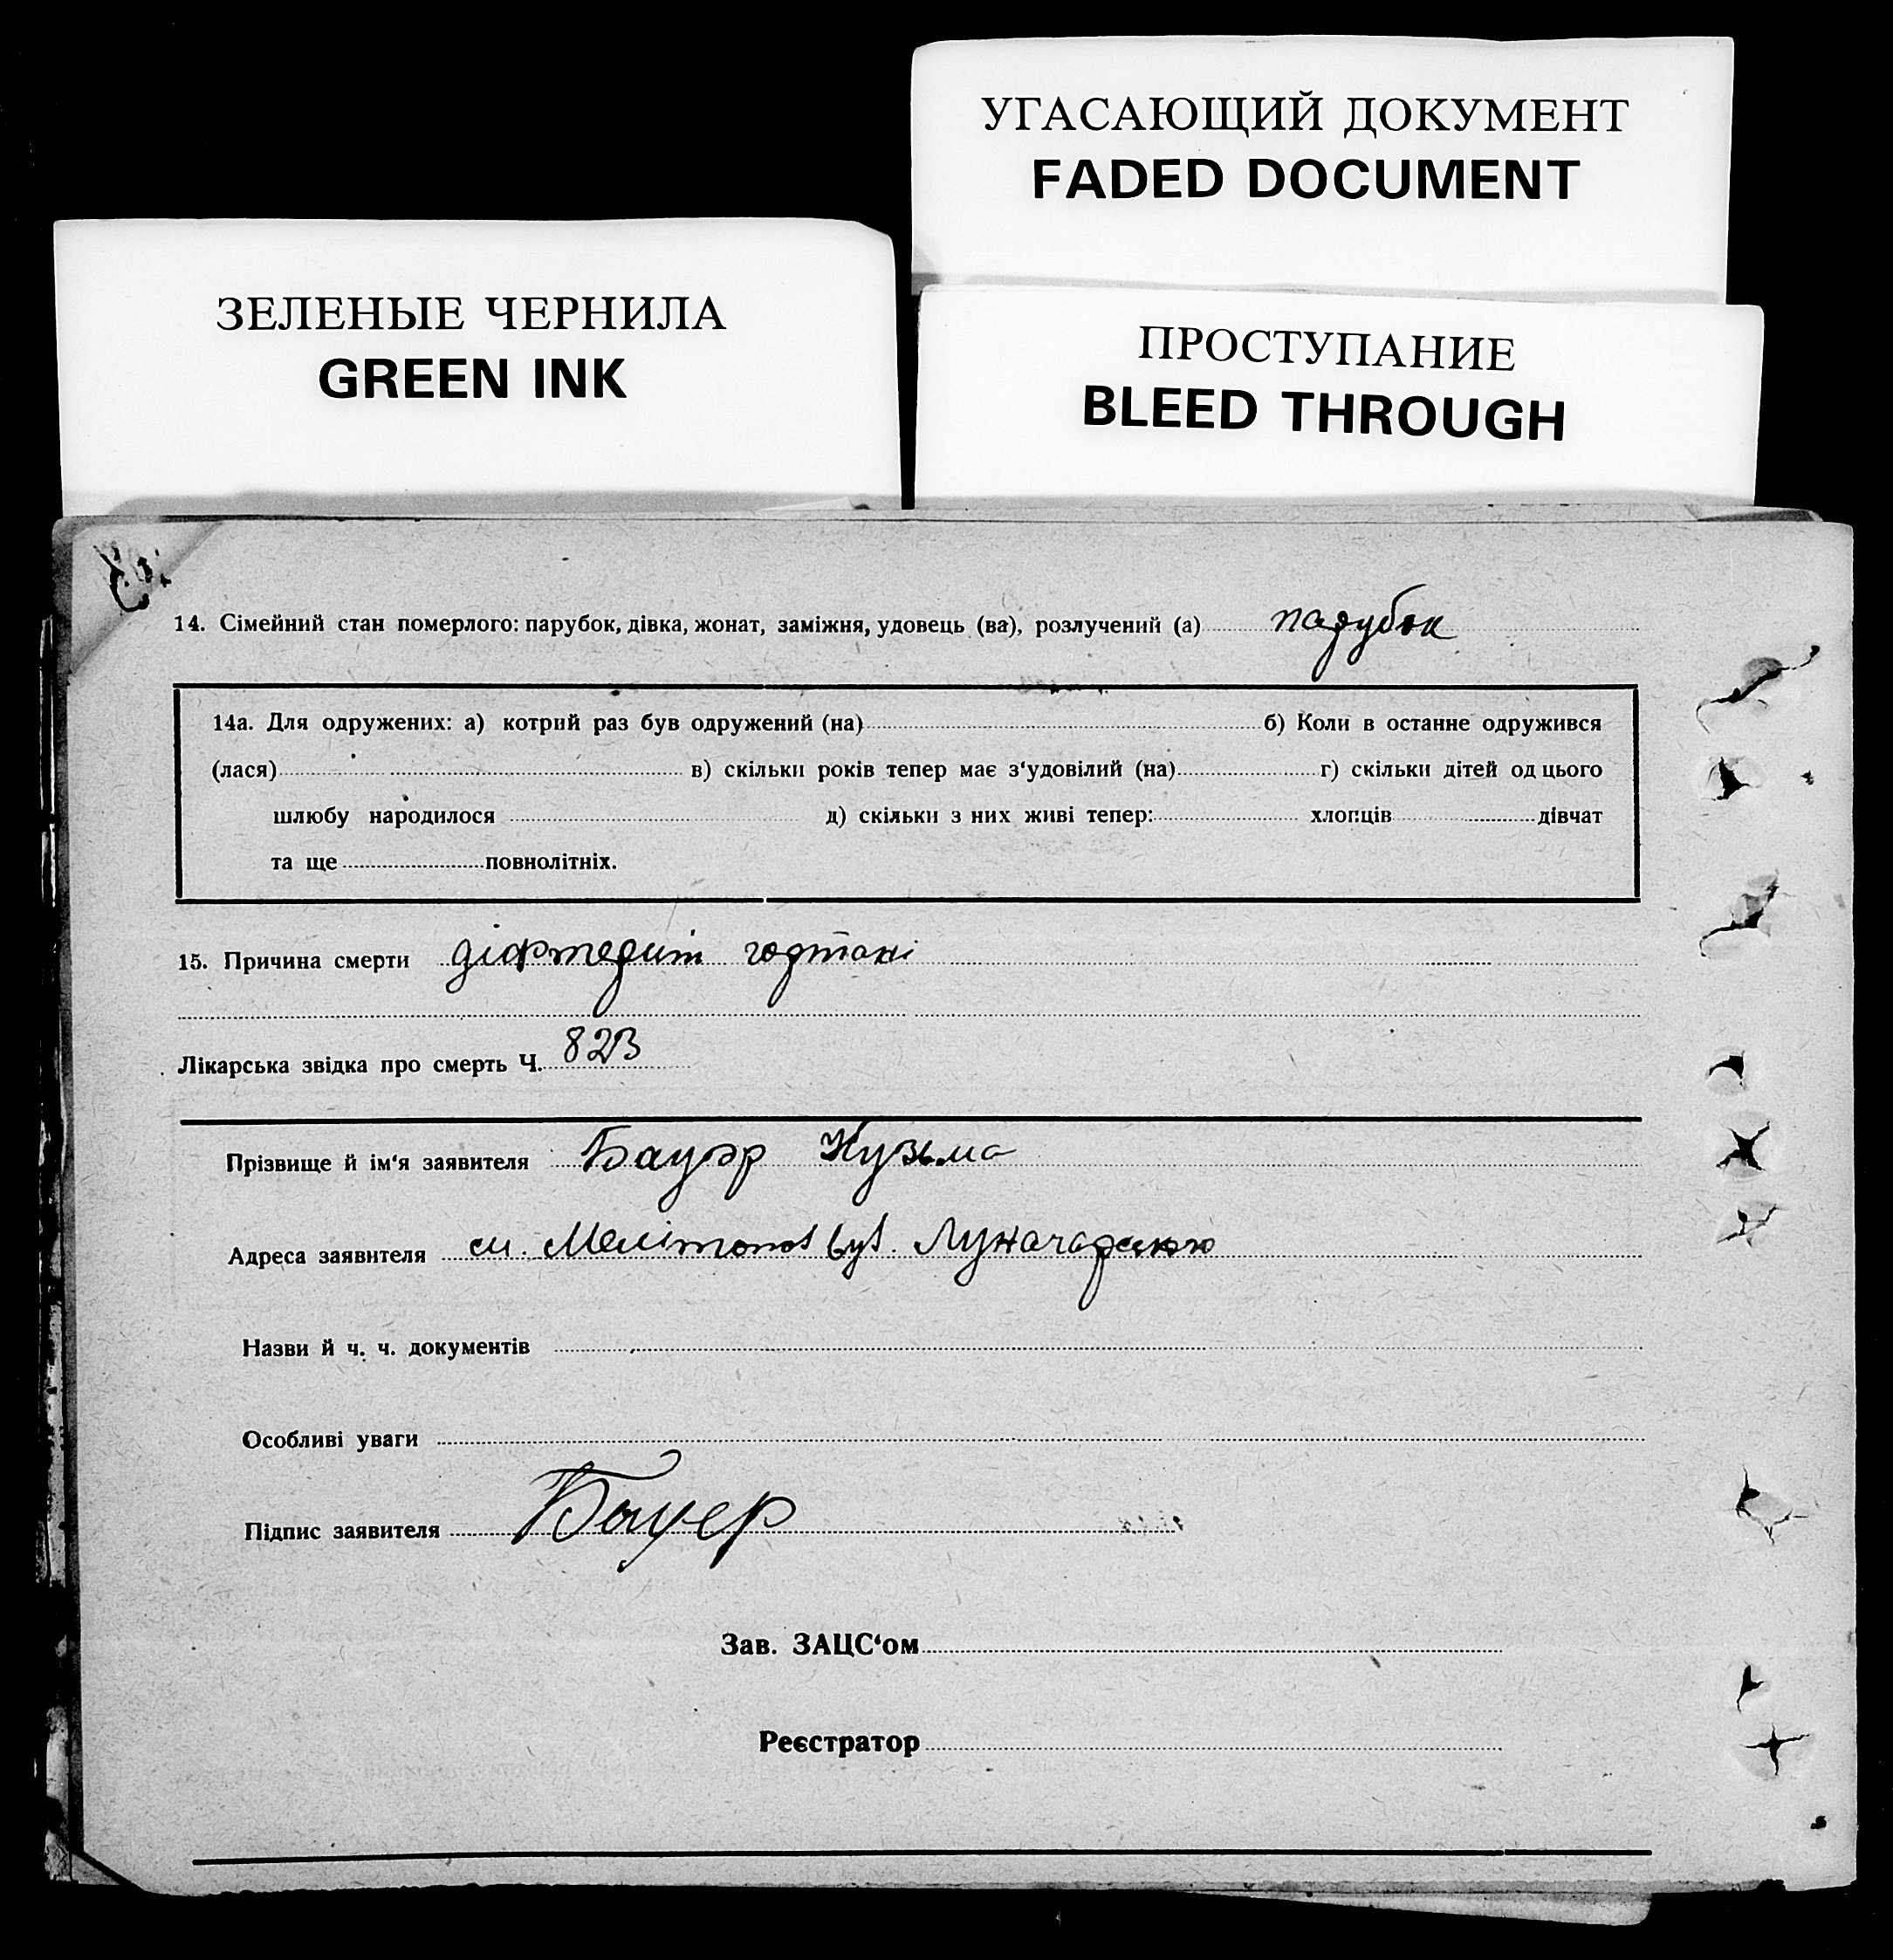 УГАСАЮЩИЙ ДОКУМЕНТ
FADED DOCUMENT
ЗЕЛЕНЫЕ ЧЕРНИЛА
GREEN INK
ПРОСТУПАНИЕ
BLEED THROUGH
14. Сімейний стан померлого: парубок, дівка, жонат, заміжня, удовець (ва), розлучений (а) парубок
14а. Для одружених: а) котрий раз був одружений (на) б) Коли в останне одружився
(лася) в) скільки років тепер має з'удовілий (на) г) скільки дітей од цього
шлюбу народилося д) скільки з них живі тепер: хлопців дівчат
та ще повнолітніх.
15. Причина смерти діфтерит гортані
Лікарська звідка про смерть Ч. 823
Прізвище й ім'я заявителя Бауэр Кузьма
Адреса заявителя м. Мелітопол вул. Луначарсько
Назви й ч. ч. документів
Особливі уваги
Підпис заявителя Бауер
Зав. ЗАЦС'ом
Реєстратор